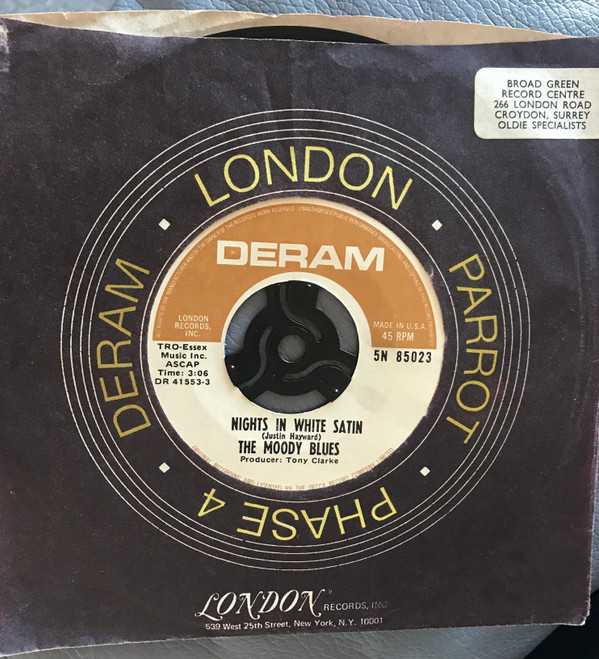 BROAD GREEN
RECORD CENTRE
266 LONDON ROAD
CROYDON, SURREY
OLDIE SPECIALISTS
LONDON
PARROT
PHASE 4
DERAM
DERAM
LONDON
RECORDS,
INC.
MADE IN U.S.A.
45 RPM
TRO-Essex
Music Inc.
ASCAP
Time: 3:06
DR 41553-3
5N 85023
NIGHTS IN WHITE SATIN
(Justin Hayward)
THE MOODY BLUES
Producer: Tony Clarke
LONDON® RECORDS, INC.
539 West 25th Street, New York, N.Y. 10001